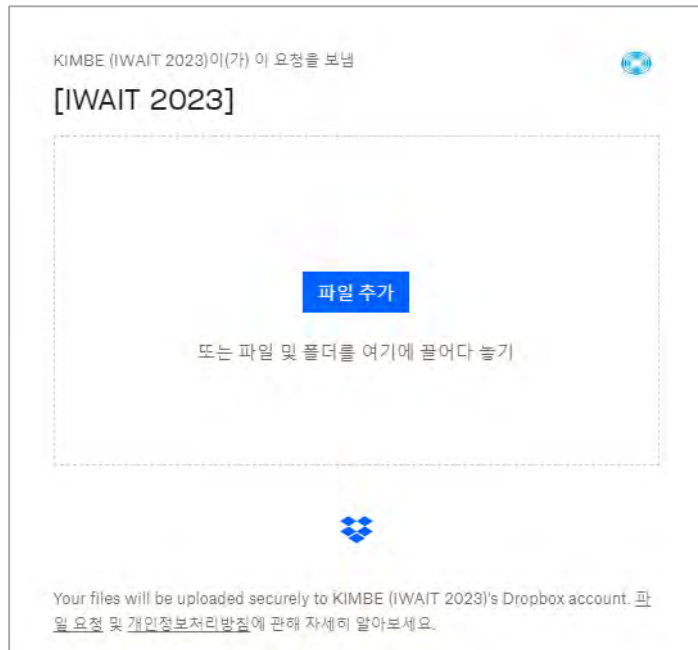 KIMBE (IWAIT 2023)이(가) 이 요청을 보냄
[IWAIT 2023]
파일 추가
또는 파일 및 폴더를 여기에 끌어다 놓기
Your files will be uploaded securely to KIMBE (IWAIT 2023)'s Dropbox account. 파
일 요청 및 개인정보처리방침에 관해 자세히 알아보세요.